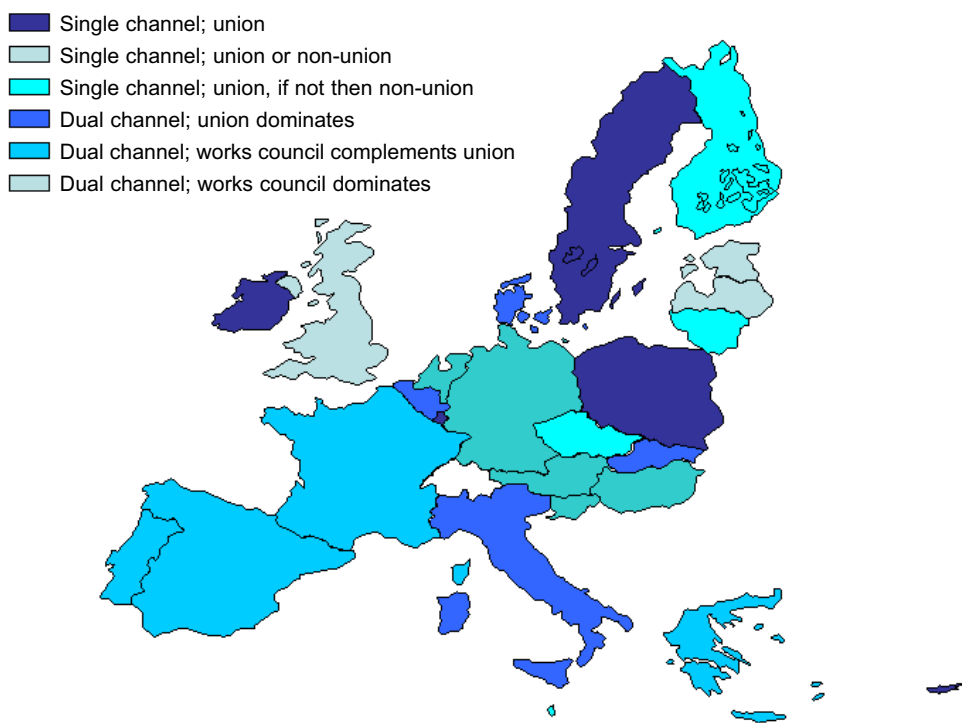 Single channel; union
Single channel; union or non-union
Single channel; union, if not then non-union
Dual channel; union dominates
Dual channel; works council complements union
Dual channel; works council dominates